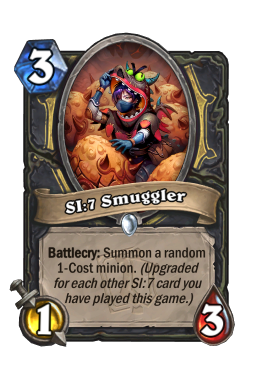 3
SI:7 Smuggler
Battlecry: Summon a random
1-Cost minion. (Upgraded
for each other SI:7 card you
have played this game.)
1
3